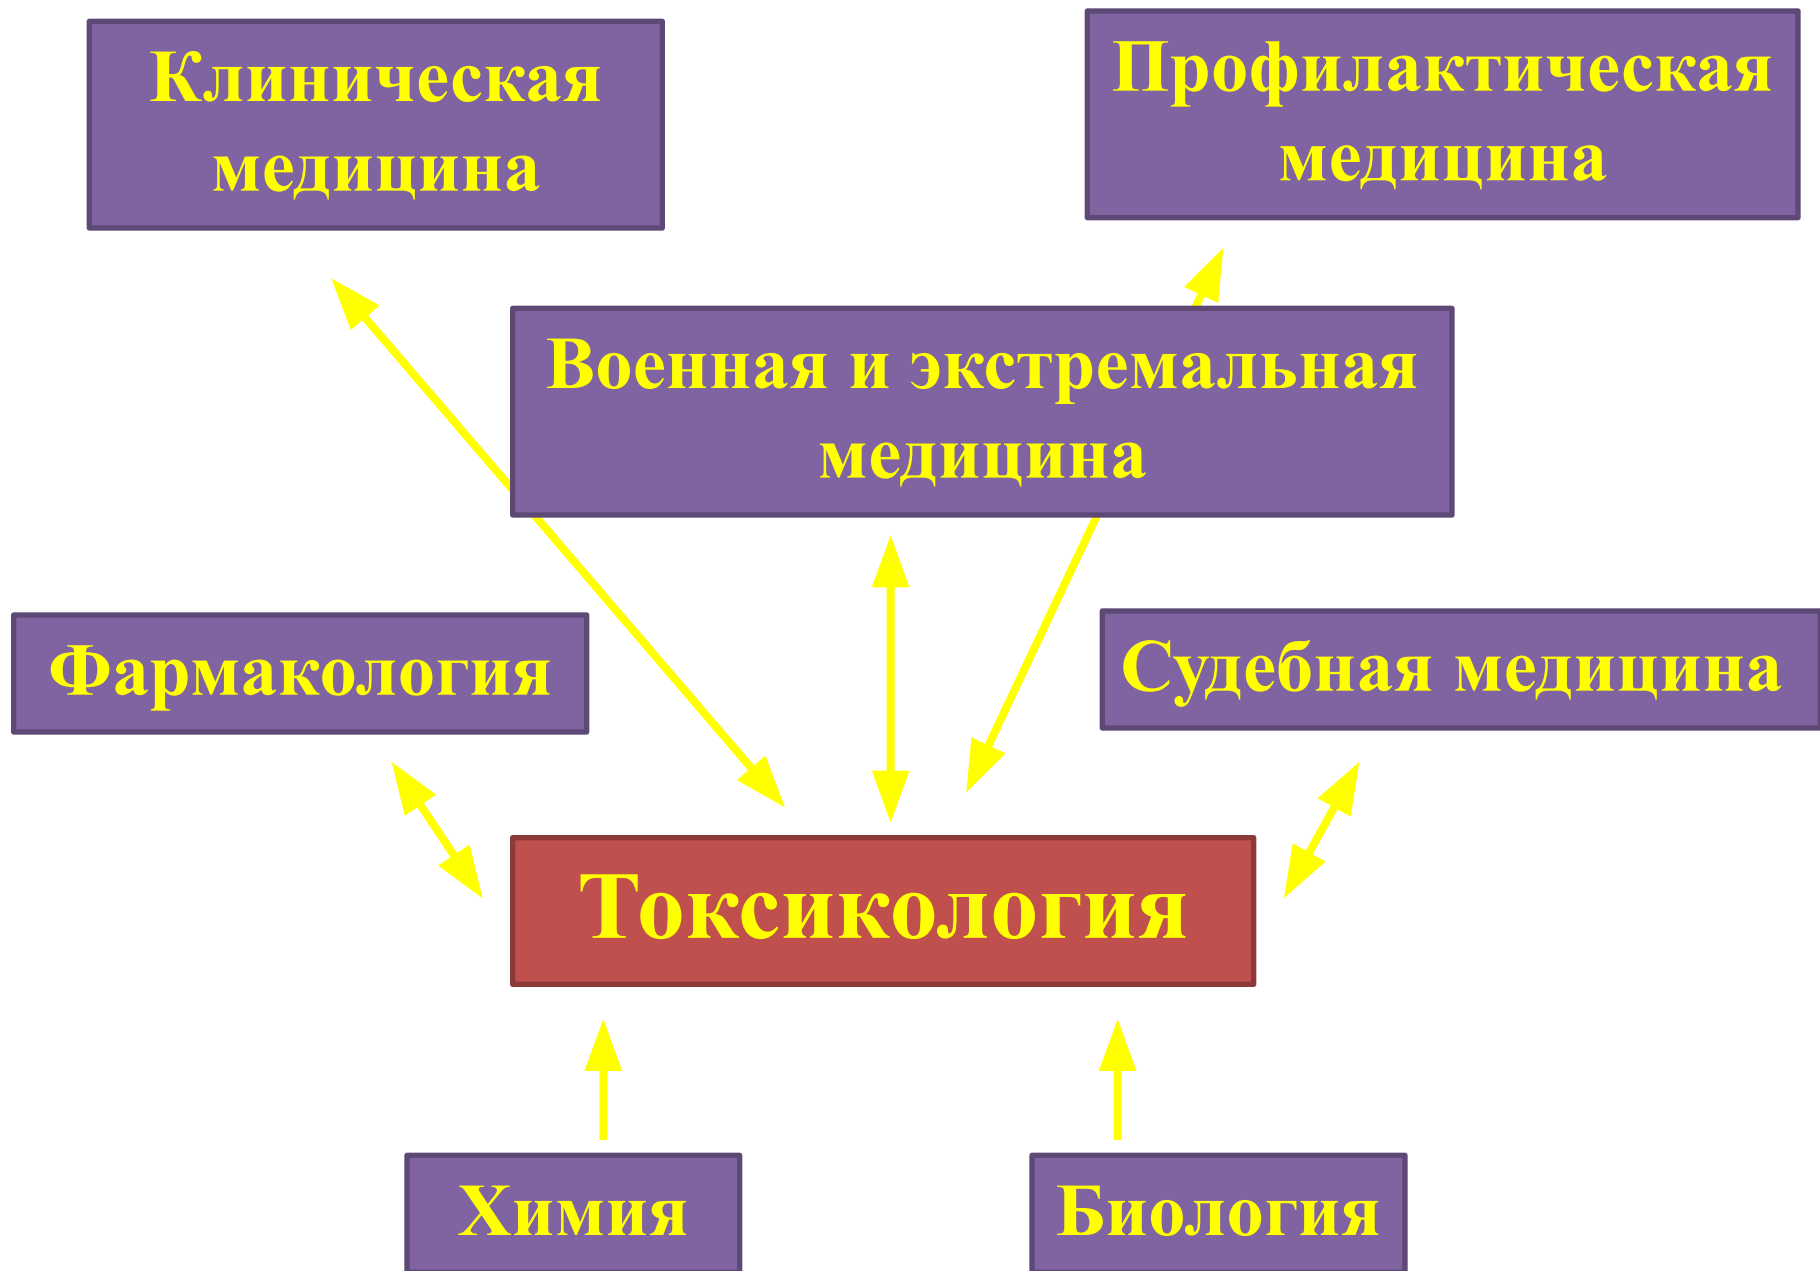 Клиническая
медицина
Профилактическая
медицина
Военная и экстремальная
медицина
Фармакология
Судебная медицина
Токсикология
Химия
Биология